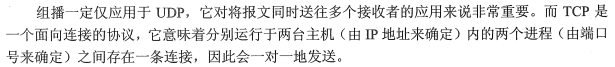 组播一定仅应用于 UDP，它对将报文同时送往多个接收者的应用来说非常重要。而 TCP 是
一个面向连接的协议，它意味着分别运行于两台主机（由 IP 地址来确定）内的两个进程（由端口
号来确定）之间存在一条连接，因此会一对一地发送。